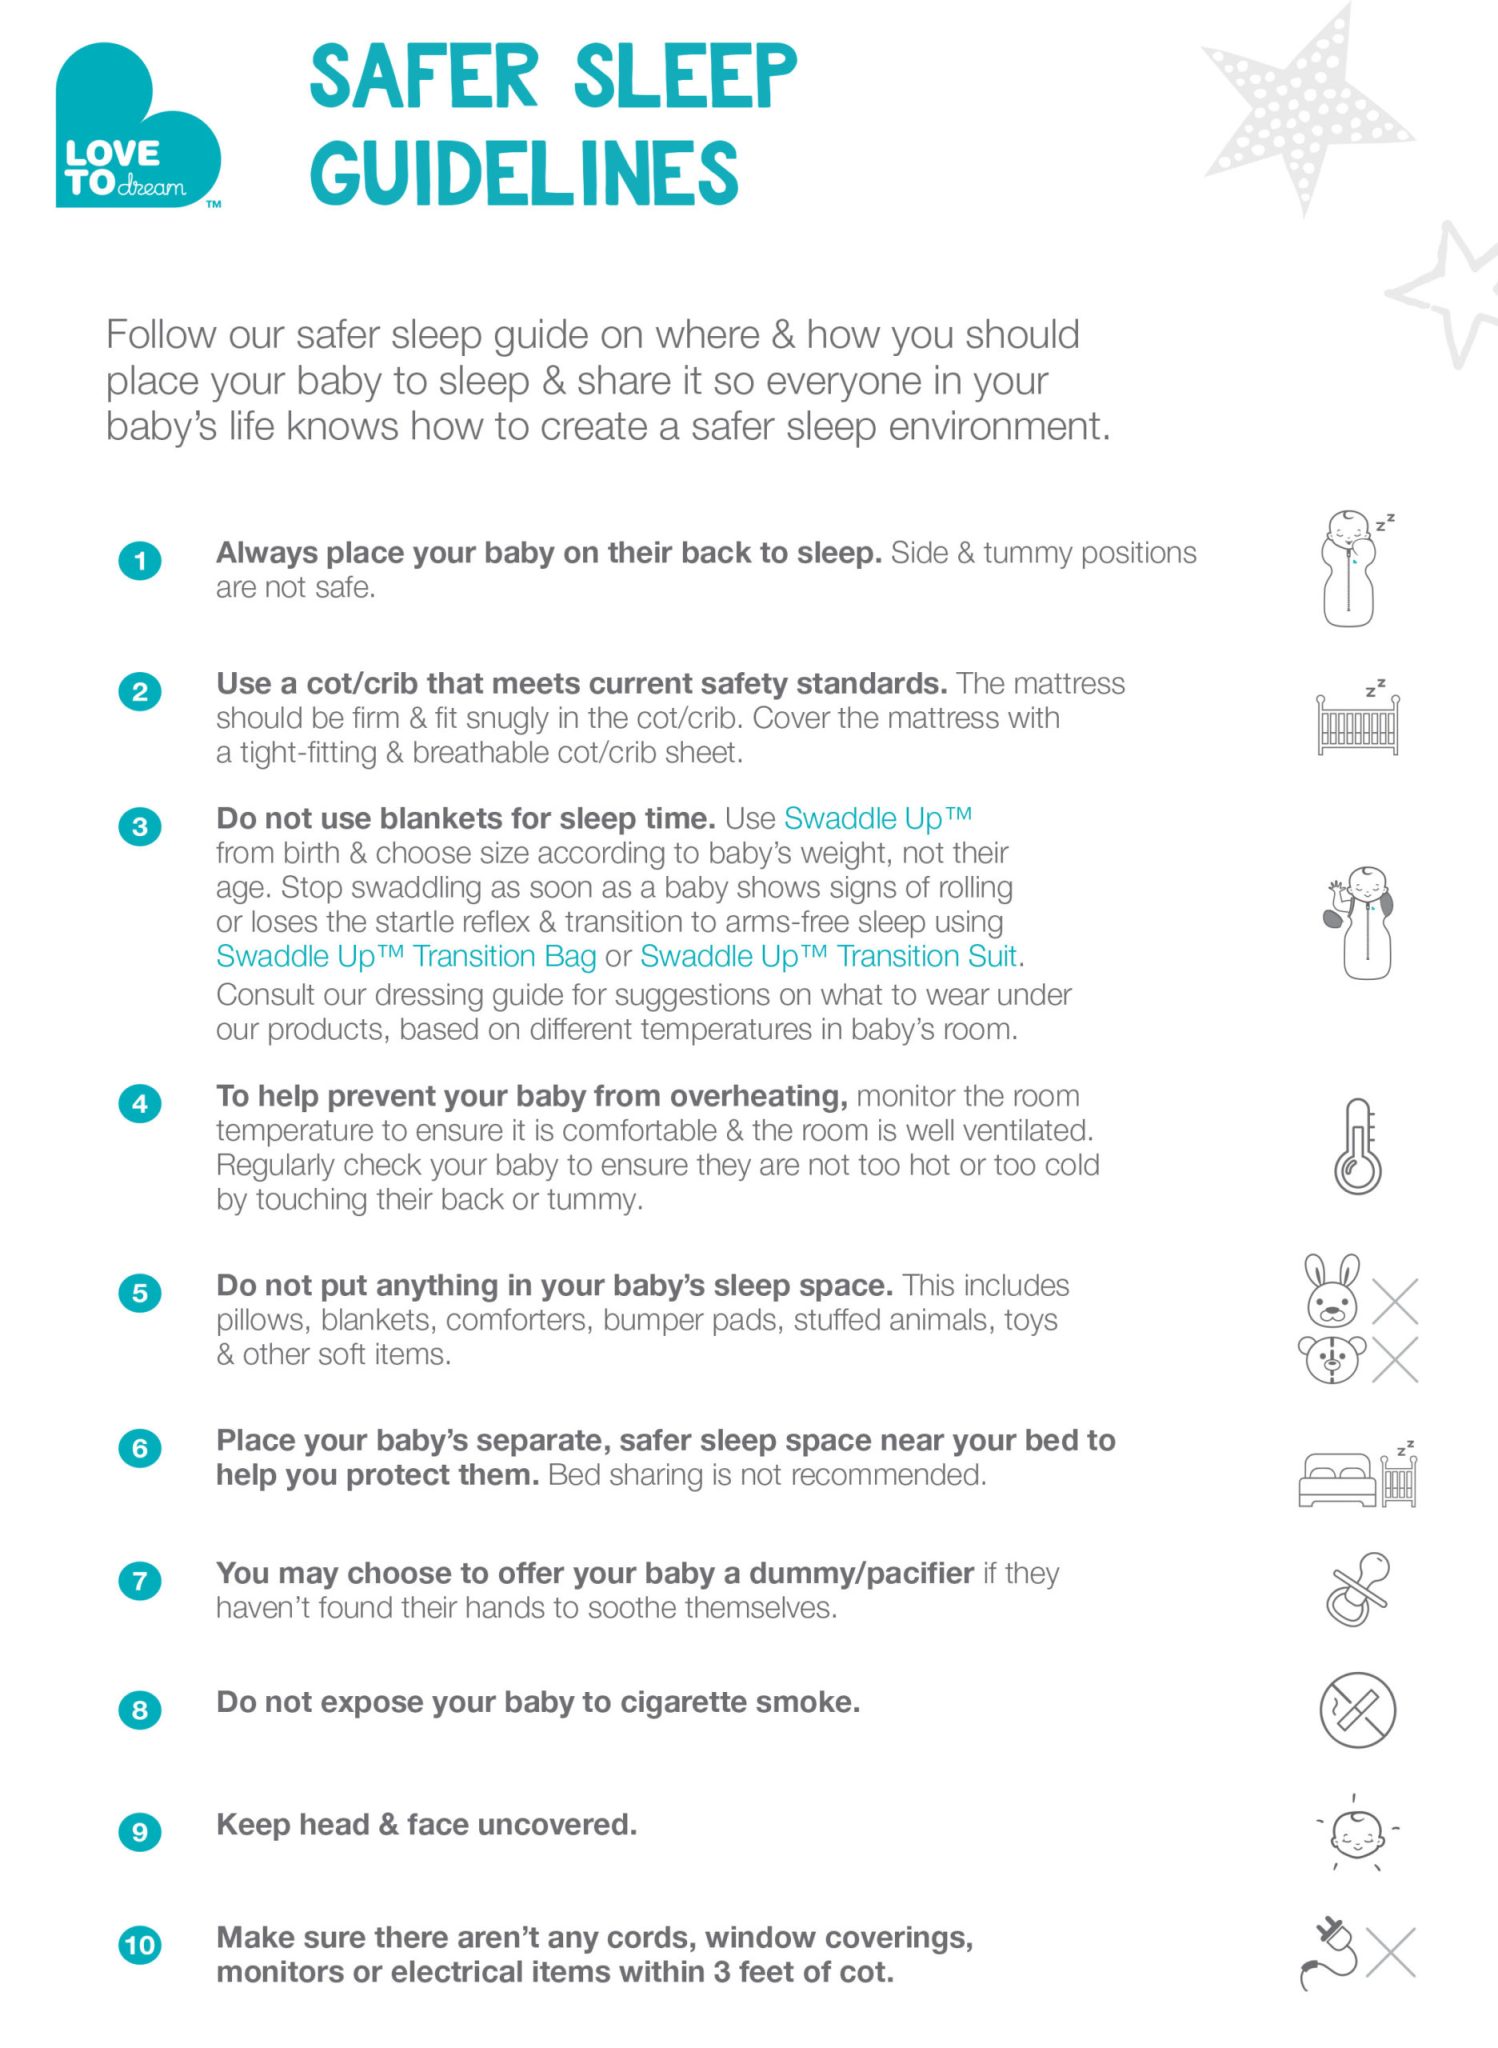 LOVE
TO dream
TM
SAFER SLEEP
GUIDELINES
Follow our safer sleep guide on where & how you should
place your baby to sleep & share it so everyone in your
baby’s life knows how to create a safer sleep environment.
1
Always place your baby on their back to sleep. Side & tummy positions
are not safe.
z z
2
Use a cot/crib that meets current safety standards. The mattress
should be firm & fit snugly in the cot/crib. Cover the mattress with
a tight-fitting & breathable cot/crib sheet.
z z
3
Do not use blankets for sleep time. Use Swaddle Up™
from birth & choose size according to baby’s weight, not their
age. Stop swaddling as soon as a baby shows signs of rolling
or loses the startle reflex & transition to arms-free sleep using
Swaddle Up™ Transition Bag or Swaddle Up™ Transition Suit.
Consult our dressing guide for suggestions on what to wear under
our products, based on different temperatures in baby’s room.
4
To help prevent your baby from overheating, monitor the room
temperature to ensure it is comfortable & the room is well ventilated.
Regularly check your baby to ensure they are not too hot or too cold
by touching their back or tummy.
5
Do not put anything in your baby’s sleep space. This includes
pillows, blankets, comforters, bumper pads, stuffed animals, toys
& other soft items.
6
Place your baby’s separate, safer sleep space near your bed to
help you protect them. Bed sharing is not recommended.
z z
7
You may choose to offer your baby a dummy/pacifier if they
haven’t found their hands to soothe themselves.
8
Do not expose your baby to cigarette smoke.
9
Keep head & face uncovered.
10
Make sure there aren’t any cords, window coverings,
monitors or electrical items within 3 feet of cot.